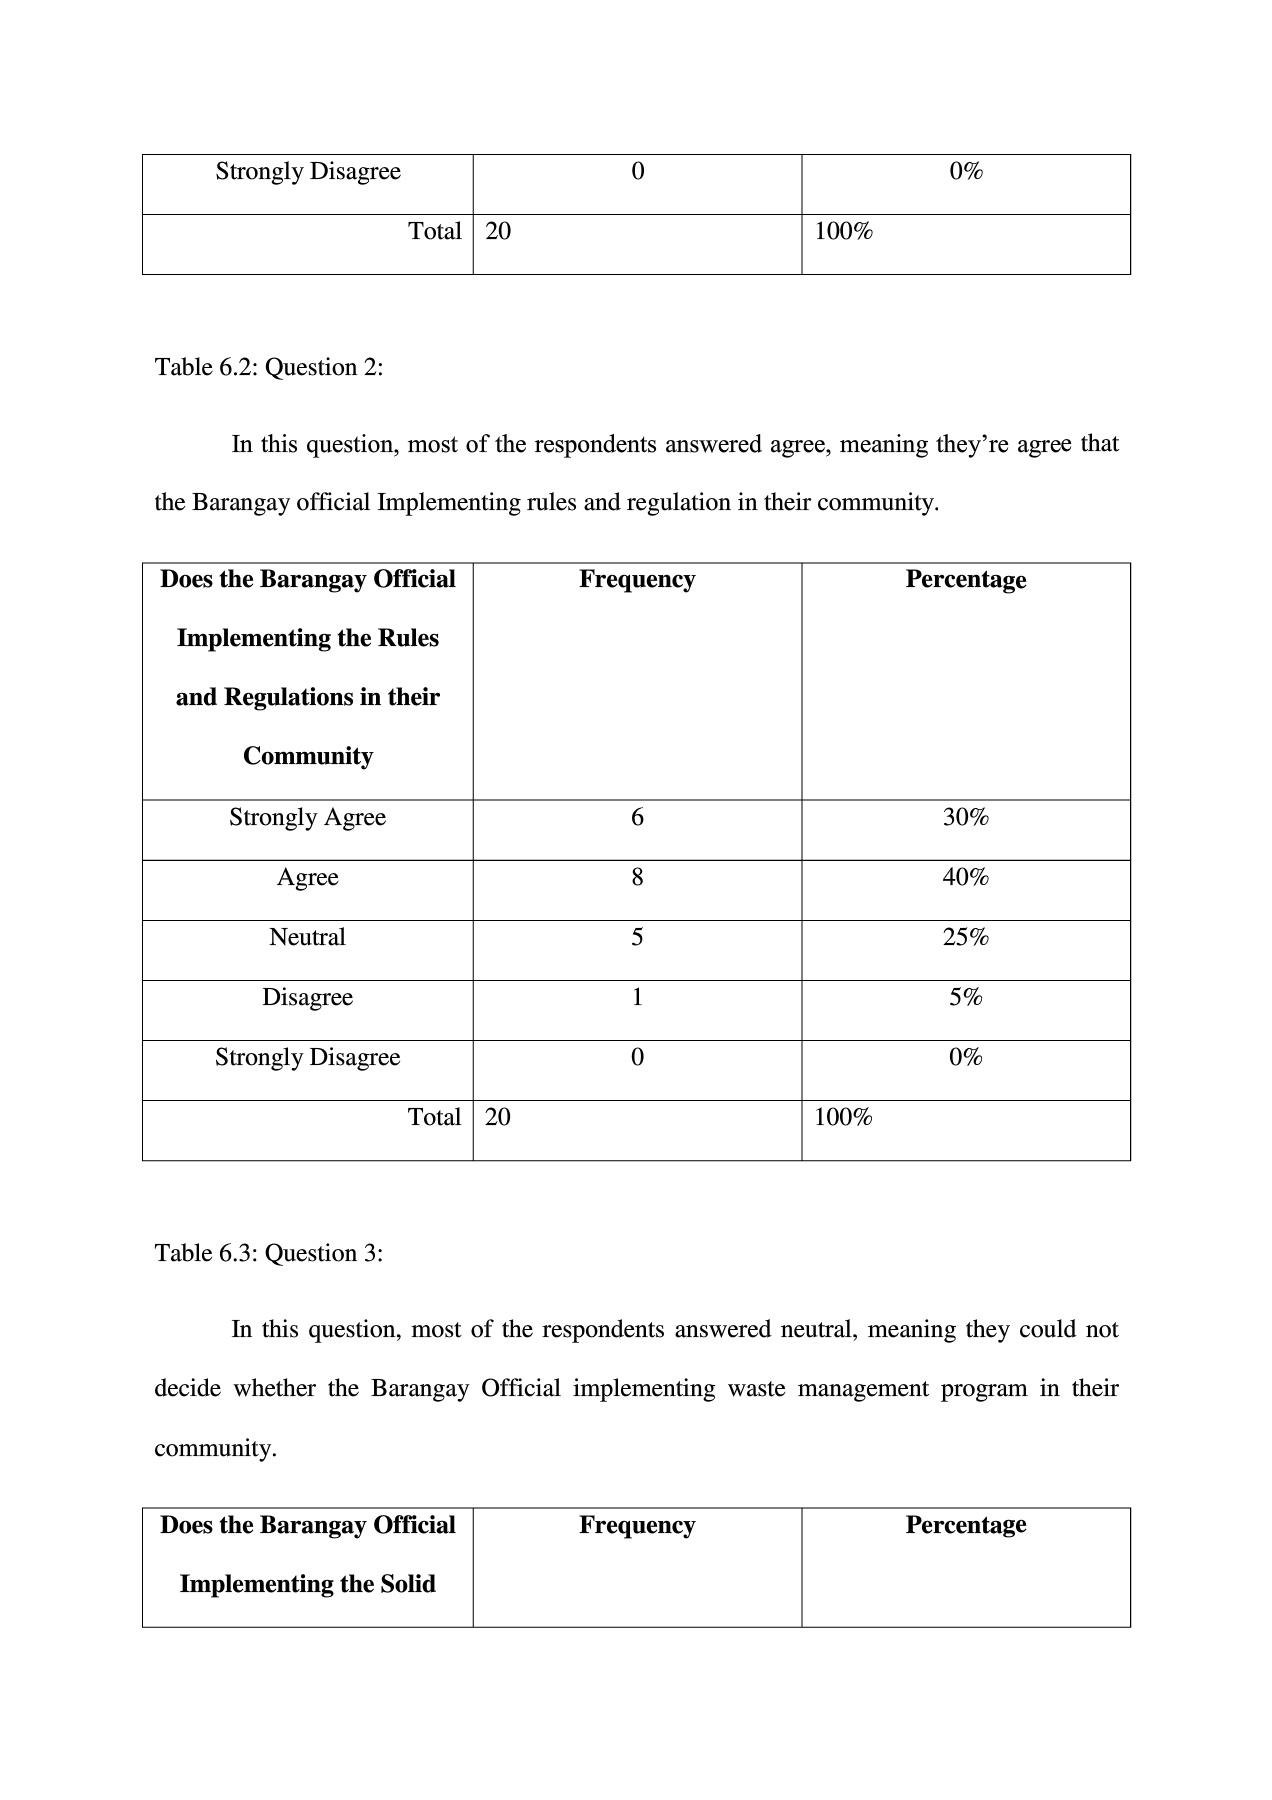 Strongly Disagree 0 0%
Total 20 100%
Table 6.2: Question 2:
In this question, most of the respondents answered agree, meaning they’re agree that
the Barangay official Implementing rules and regulation in their community.
Does the Barangay Official Frequency Percentage
Implementing the Rules
and Regulations in their
Community
Strongly Agree 6 30%
Agree 8 40%
Neutral 5 25%
Disagree 1 5%
Strongly Disagree 0 0%
Total 20 100%
Table 6.3: Question 3:
In this question, most of the respondents answered neutral, meaning they could not
decide whether the Barangay Official implementing waste management program in their
community.
Does the Barangay Official Frequency Percentage
Implementing the Solid